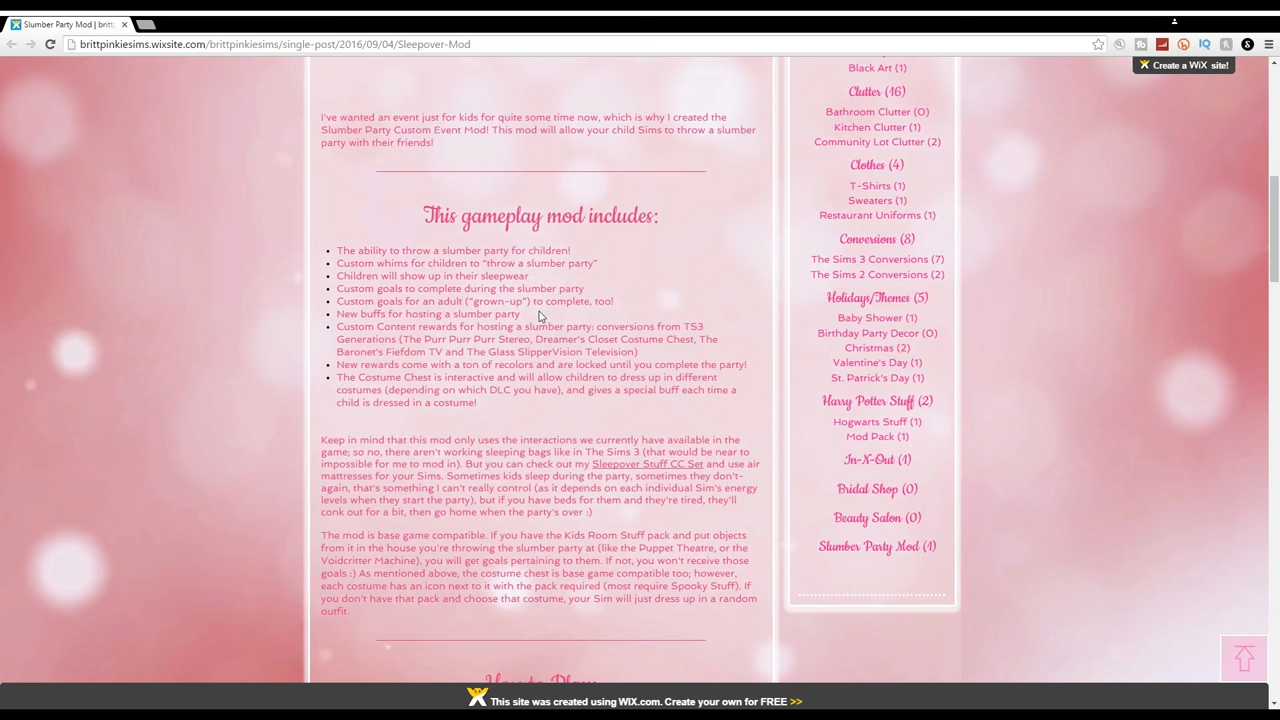 Slumber Party Mod | britt
brittpinkiesims.wixsite.com/brittpinkiesims/single-post/2016/09/04/Sleepover-Mod
Create a WiX site!
I've wanted an event just for kids for quite some time now, which is why I created the
Slumber Party Custom Event Mod! This mod will allow your child Sims to throw a slumber
party with their friends!
This gameplay mod includes:
The ability to throw a slumber party for children!
Custom whims for children to “throw a slumber party”
Children will show up in their sleepwear
Custom goals to complete during the slumber party
Custom goals for an adult (“grown-up”) to complete, too!
New buffs for hosting a slumber party
Custom Content rewards for hosting a slumber party: conversions from TS3
Generations (The Purr Purr Purr Stereo, Dreamer's Closet Costume Chest, The
Baronet's Fiefdom TV and The Glass SlipperVision Television)
New rewards come with a ton of recolors and are locked until you complete the party!
The Costume Chest is interactive and will allow children to dress up in different
costumes (depending on which DLC you have), and gives a special buff each time a
child is dressed in a costume!
Keep in mind that this mod only uses the interactions we currently have available in the
game; so no, there aren't working sleeping bags like in The Sims 3 (that would be near to
impossible for me to mod in). But you can check out my Sleepover Stuff CC Set and use air
mattresses for your Sims. Sometimes kids sleep during the party, sometimes they don't-
again, that's something I can't really control (as it depends on each individual Sim's energy
levels when they start the party), but if you have beds for them and they're tired, they'll
conk out for a bit, then go home when the party's over :)
The mod is base game compatible. If you have the Kids Room Stuff pack and put objects
from it in the house you're throwing the slumber party at (like the Puppet Theatre, or the
Voidcritter Machine), you will get goals pertaining to them. If not, you won't receive those
goals :) As mentioned above, the costume chest is base game compatible too; however,
each costume has an icon next to it with the pack required (most require Spooky Stuff). If
you don't have that pack and choose that costume, your Sim will just dress up in a random
outfit.
Black Art (1)
Clutter (16)
Bathroom Clutter (0)
Kitchen Clutter (1)
Community Lot Clutter (2)
Clothes (4)
T-Shirts (1)
Sweaters (1)
Restaurant Uniforms (1)
Conversions (8)
The Sims 3 Conversions (7)
The Sims 2 Conversions (2)
Holidays/Themes (5)
Baby Shower (1)
Birthday Party Decor (0)
Christmas (2)
Valentine's Day (1)
St. Patrick's Day (1)
Harry Potter Stuff (2)
Hogwarts Stuff (1)
Mod Pack (1)
In-N-Out (1)
Bridal Shop (0)
Beauty Salon (0)
Slumber Party Mod (1)
This site was created using WIX.com. Create your own for FREE >>